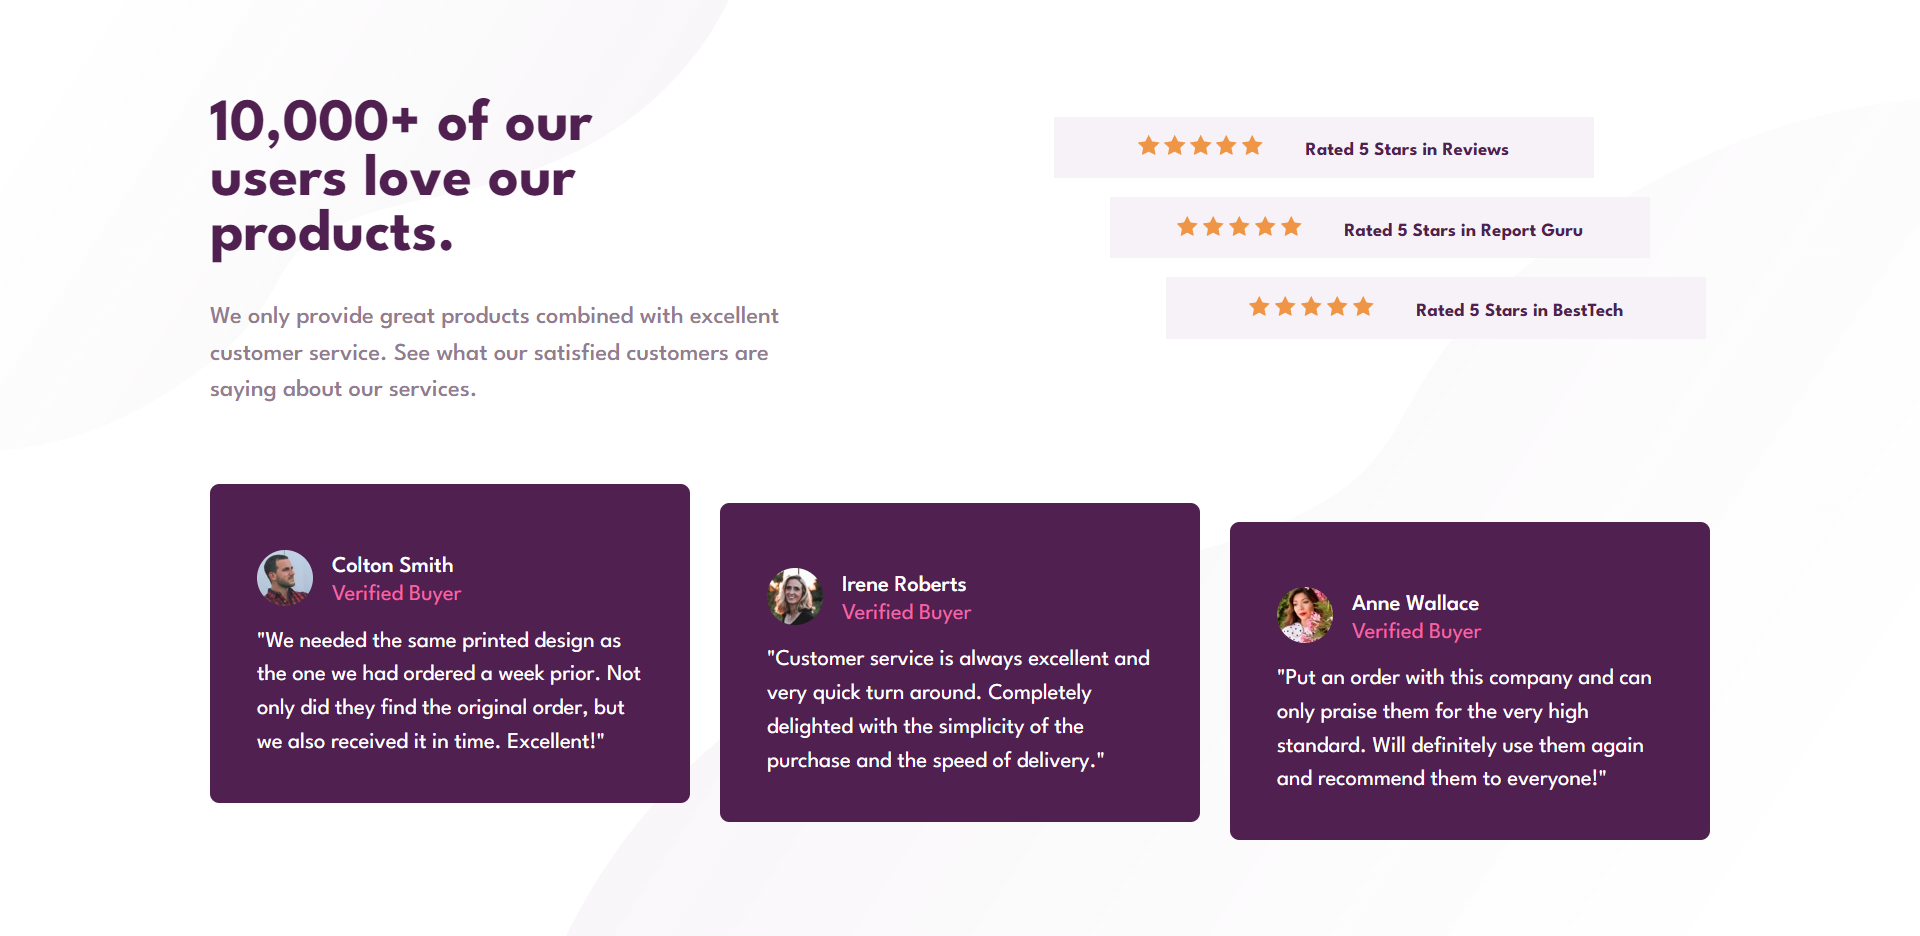 10,000+ of our
users love our
products.
We only provide great products combined with excellent
customer service. See what our satisfied customers are
saying about our services.
Rated 5 Stars in Reviews
Rated 5 Stars in Report Guru
Rated 5 Stars in BestTech
Colton Smith
Verified Buyer
"We needed the same printed design as
the one we had ordered a week prior. Not
only did they find the original order, but
we also received it in time. Excellent!"
Irene Roberts
Verified Buyer
"Customer service is always excellent and
very quick turn around. Completely
delighted with the simplicity of the
purchase and the speed of delivery."
Anne Wallace
Verified Buyer
"Put an order with this company and can
only praise them for the very high
standard. Will definitely use them again
and recommend them to everyone!"